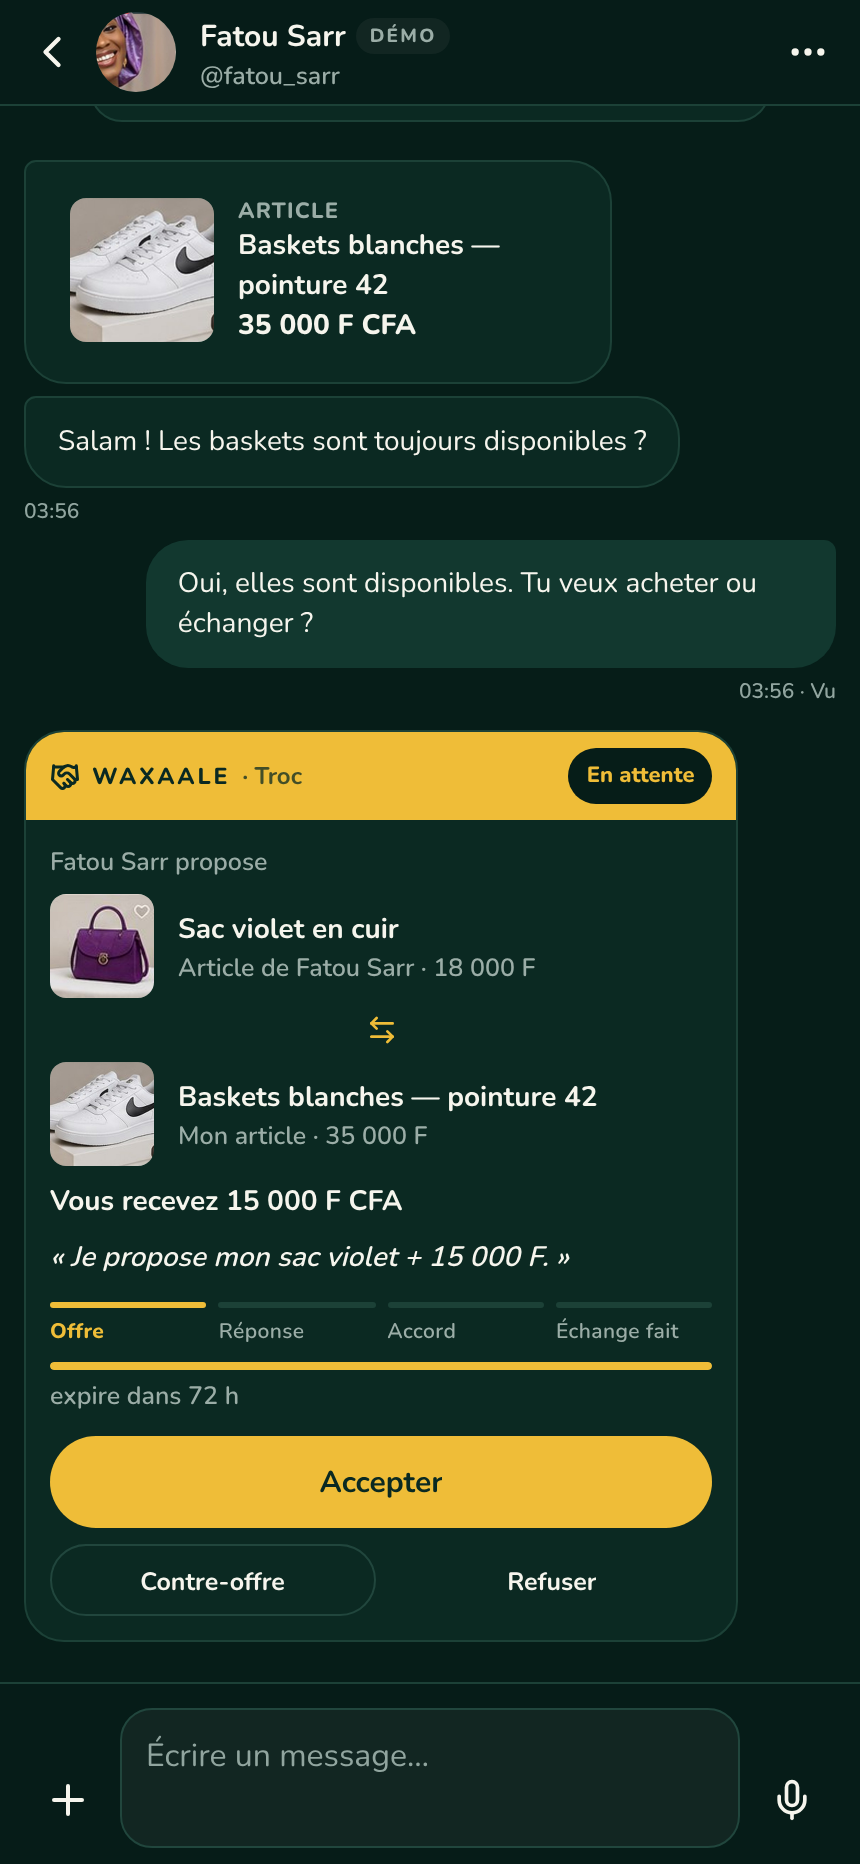 Fatou Sarr DÉMO
@fatou_sarr
ARTICLE
Baskets blanches —
pointure 42
35 000 F CFA
Salam ! Les baskets sont toujours disponibles ?
03:56
Oui, elles sont disponibles. Tu veux acheter ou
échanger ?
03:56 · Vu
WAXAALE · Troc
En attente
Fatou Sarr propose
Sac violet en cuir
Article de Fatou Sarr · 18 000 F
Baskets blanches — pointure 42
Mon article · 35 000 F
Vous recevez 15 000 F CFA
« Je propose mon sac violet + 15 000 F. »
Offre Réponse Accord Échange fait
expire dans 72 h
Accepter
Contre-offre Refuser
Écrire un message...